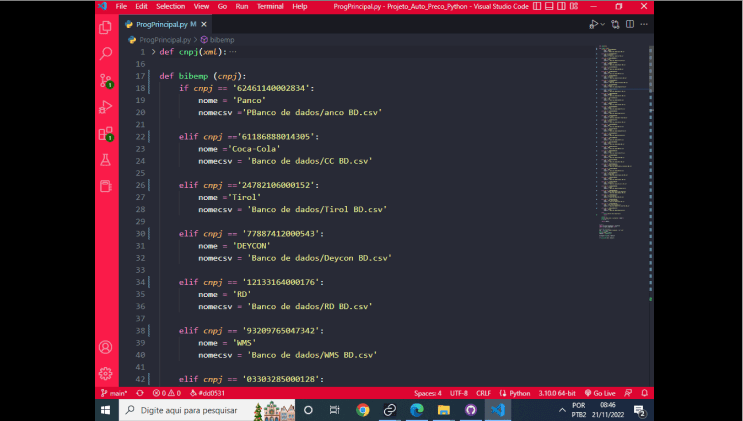 File Edit Selection View Go Run Terminal Help ProgPrincipal.py - Projeto_Auto_Preco_Python - Visual Studio Code
ProgPrincipal.py M
ProgPrincipal.py > bibemp
1 def cnpj(xml): ...
16
17 def bibemp (cnpj):
18 if cnpj == '62461140002834':
19 nome = 'Panco'
20 nomecsv ='PBanco de dados/anco BD.csv'
21
22 elif cnpj =='61186888014305':
23 nome ='Coca-Cola'
24 nomecsv = 'Banco de dados/CC BD.csv'
25
26 elif cnpj =='24782106000152':
27 nome ='Tirol'
28 nomecsv = 'Banco de dados/Tirol BD.csv'
29
30 elif cnpj == '77887412000543':
31 nome = 'DEYCON'
32 nomecsv = 'Banco de dados/Deycon BD.csv'
33
34 elif cnpj == '12133164000176':
35 nome = 'RD'
36 nomecsv = 'Banco de dados/RD BD.csv'
37
38 elif cnpj == '93209765047342':
39 nome = 'WMS'
40 nomecsv = 'Banco de dados/WMS BD.csv'
41
42 elif cnpj == '03303285000128':
main* 0 0 #dd0531 Spaces: 4 UTF-8 CRLF Python 3.10.0 64-bit Go Live
Digite aqui para pesquisar POR 08:46
PTB2 21/11/2022 2